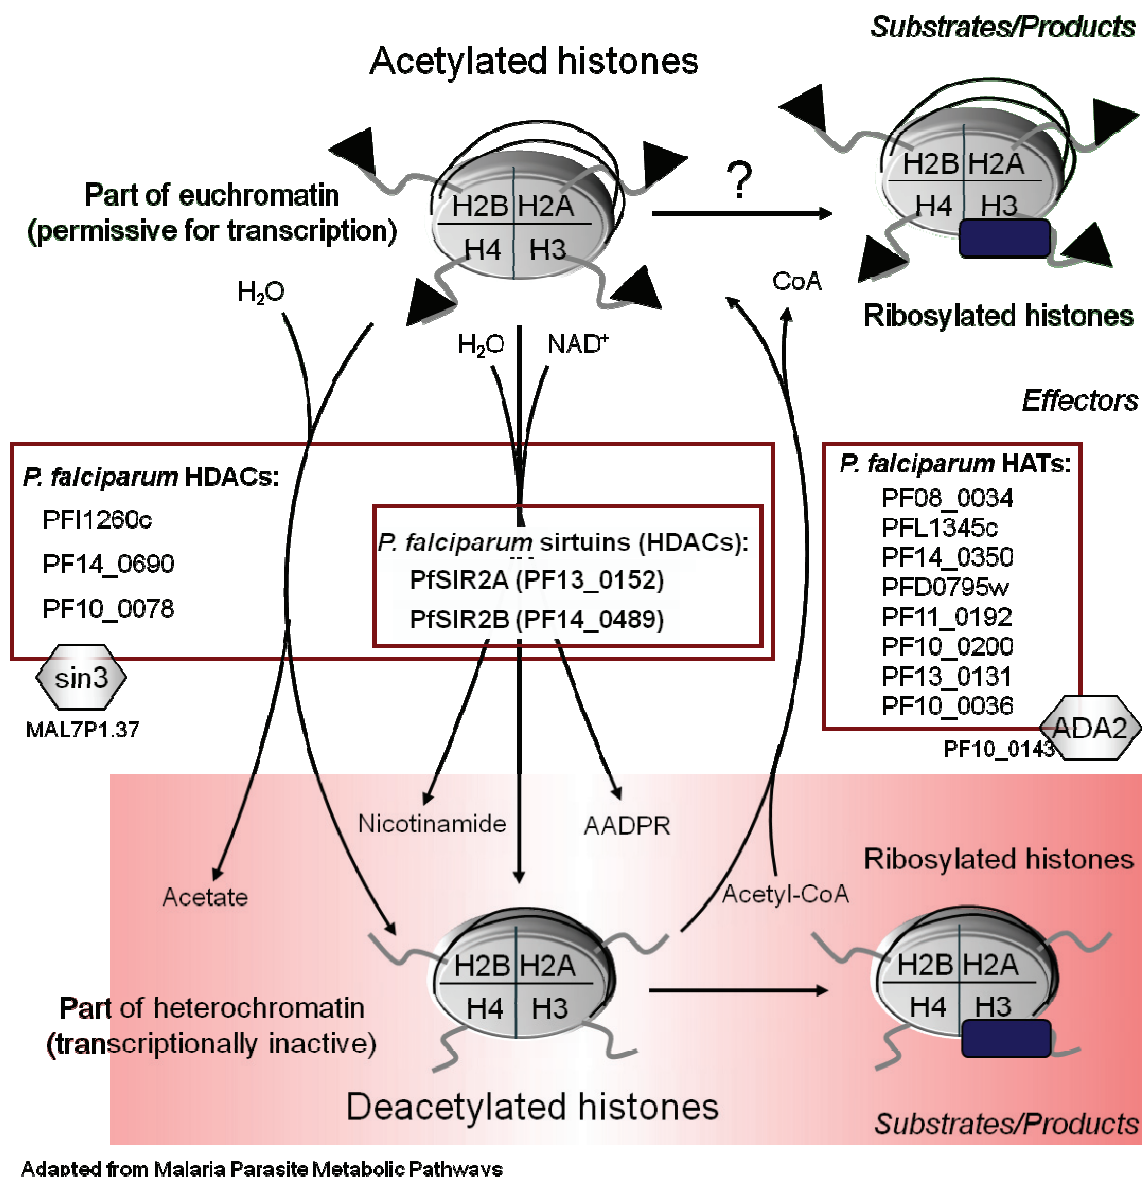 Substrates/Products
Acetylated histones
H2B H2A
H4 H3
Part of euchromatin
(permissive for transcription)
?
H2B H2A
H4 H3
Ribosylated histones
H₂O
H₂O NAD⁺
CoA
Effectors
P. falciparum HDACs:
PFI1260c
PF14_0690
PF10_0078
sin3
MAL7P1.37
P. falciparum sirtuins (HDACs):
PfSIR2A (PF13_0152)
PfSIR2B (PF14_0489)
P. falciparum HATs:
PF08_0034
PFL1345c
PF14_0350
PFD0795w
PF11_0192
PF10_0200
PF13_0131
PF10_0036
ADA2
PF10_0143
Nicotinamide
AADPR
Acetate
Acetyl-CoA
Ribosylated histones
H2B H2A
H4 H3
H2B H2A
H4 H3
Part of heterochromatin
(transcriptionally inactive)
Deacetylated histones
Substrates/Products
Adapted from Malaria Parasite Metabolic Pathways